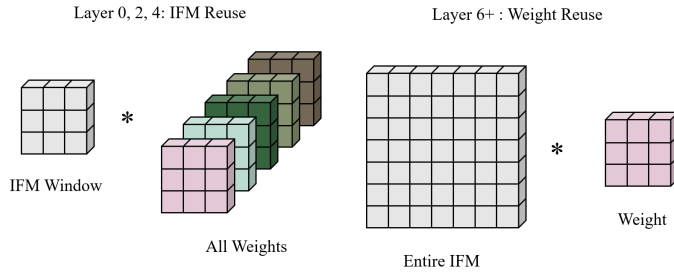 Layer 0, 2, 4: IFM Reuse
Layer 6+ : Weight Reuse
*
*
IFM Window
All Weights
Entire IFM
Weight